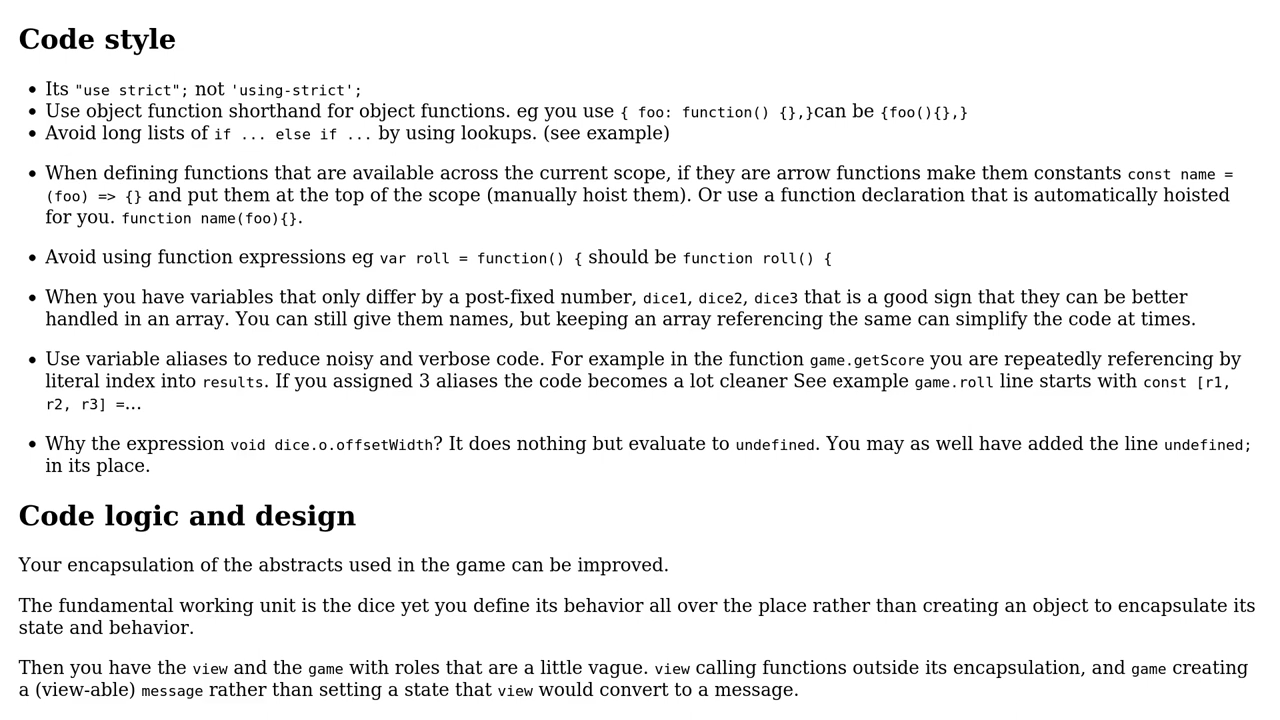 Code style
• Its "use strict"; not 'using-strict';
• Use object function shorthand for object functions. eg you use { foo: function() {},}can be {foo(){},}
• Avoid long lists of if ... else if ... by using lookups. (see example)
• When defining functions that are available across the current scope, if they are arrow functions make them constants const name =
(foo) => {} and put them at the top of the scope (manually hoist them). Or use a function declaration that is automatically hoisted
for you. function name(foo){}.
• Avoid using function expressions eg var roll = function() { should be function roll() {
• When you have variables that only differ by a post-fixed number, dice1, dice2, dice3 that is a good sign that they can be better
handled in an array. You can still give them names, but keeping an array referencing the same can simplify the code at times.
• Use variable aliases to reduce noisy and verbose code. For example in the function game.getScore you are repeatedly referencing by
literal index into results. If you assigned 3 aliases the code becomes a lot cleaner See example game.roll line starts with const [r1,
r2, r3] =...
• Why the expression void dice.o.offsetWidth? It does nothing but evaluate to undefined. You may as well have added the line undefined;
in its place.
Code logic and design
Your encapsulation of the abstracts used in the game can be improved.
The fundamental working unit is the dice yet you define its behavior all over the place rather than creating an object to encapsulate its
state and behavior.
Then you have the view and the game with roles that are a little vague. view calling functions outside its encapsulation, and game creating
a (view-able) message rather than setting a state that view would convert to a message.